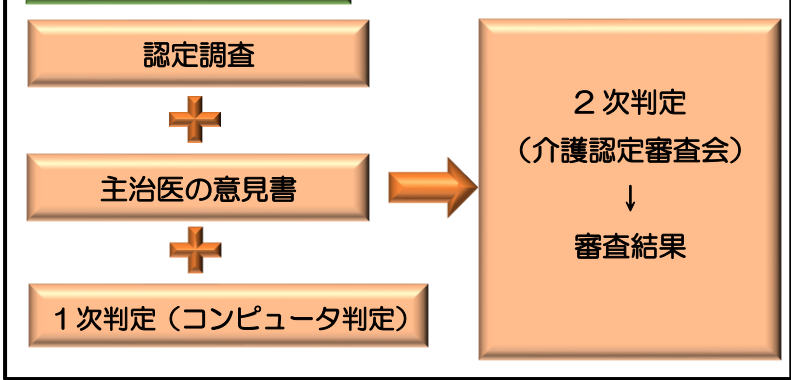 認定調査
主治医の意見書
１次判定（コンピュータ判定）
２次判定
（介護認定審査会）
↓
審査結果